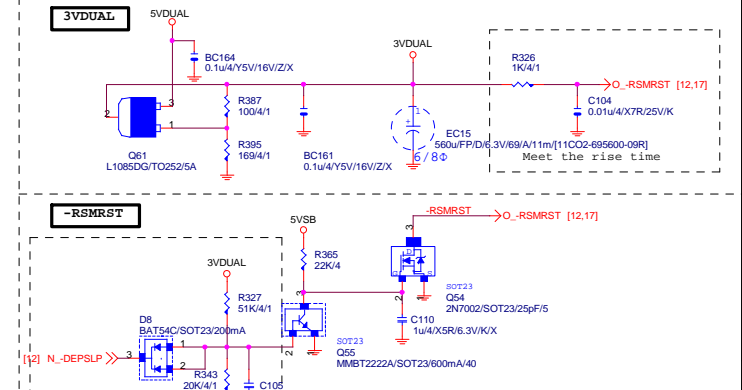 3VDUAL
5VDUAL
BC164
0.1u/4/Y5V/16V/Z/X
3VDUAL
R326
1K/4/1
O_-RSMRST [12,17]
C104
0.01u/4/X7R/25V/K
2
3
1
R387
100/4/1
R395
169/4/1
Q61
L1085DG/TO252/5A
BC161
0.1u/4/Y5V/16V/Z/X
1
EC15
560u/FP/D/6.3V/69/A/11m/[11CO2-695600-09R]
6/8Φ
Meet the rise time
-RSMRST
5VSB
-RSMRST
O_-RSMRST [12,17]
3
R365
22K/4
3VDUAL
R327
51K/4/1
D
G
S
2
1
SOT23
Q54
2N7002/SOT23/25pF/5
3
C110
1u/4/X5R/6.3V/K/X
D8
BAT54C/SOT23/200mA
[12] N_-DEPSLP
3
1
2
2
1
SOT23
Q55
MMBT2222A/SOT23/600mA/40
R343
20K/4/1
C105